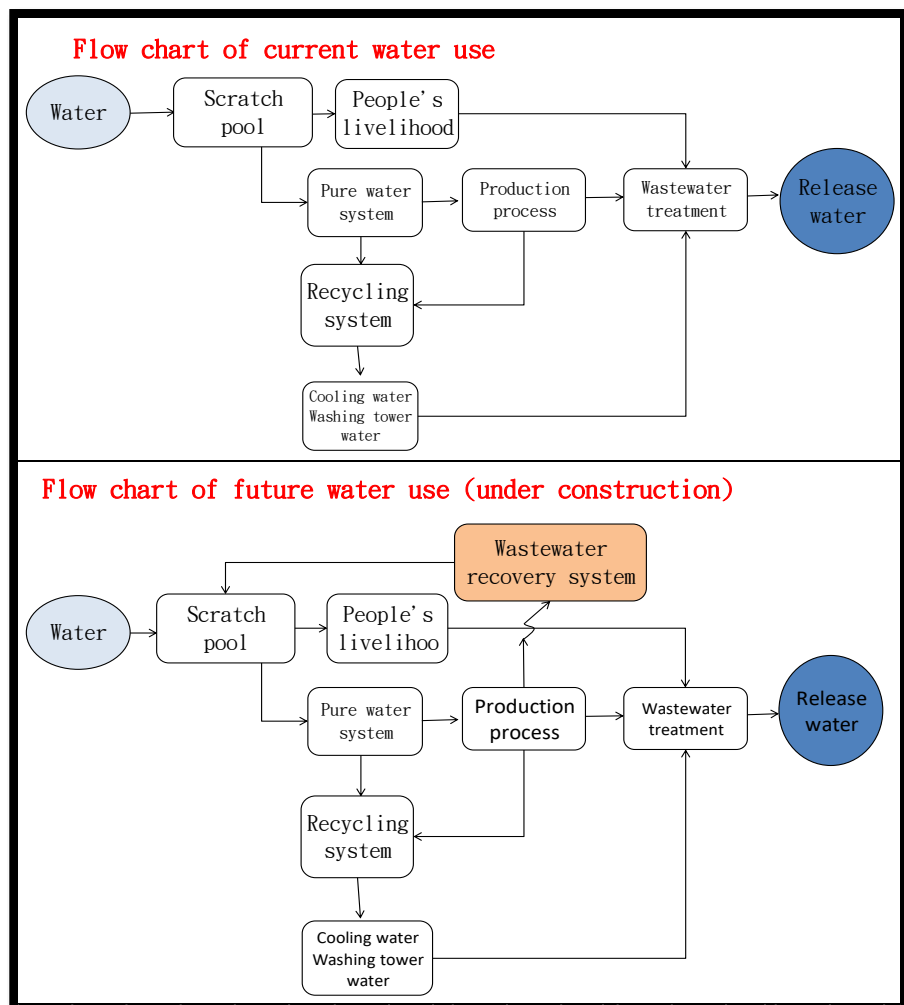 Flow chart of current water use
Water
Scratch
pool
People's
livelihood
Pure water
system
Production
process
Wastewater
treatment
Release
water
Recycling
system
Cooling water
Washing tower
water
Flow chart of future water use (under construction)
Wastewater
recovery system
Water
Scratch
pool
People's
livelihoo
Pure water
system
Production
process
Wastewater
treatment
Release
water
Recycling
system
Cooling water
Washing tower
water